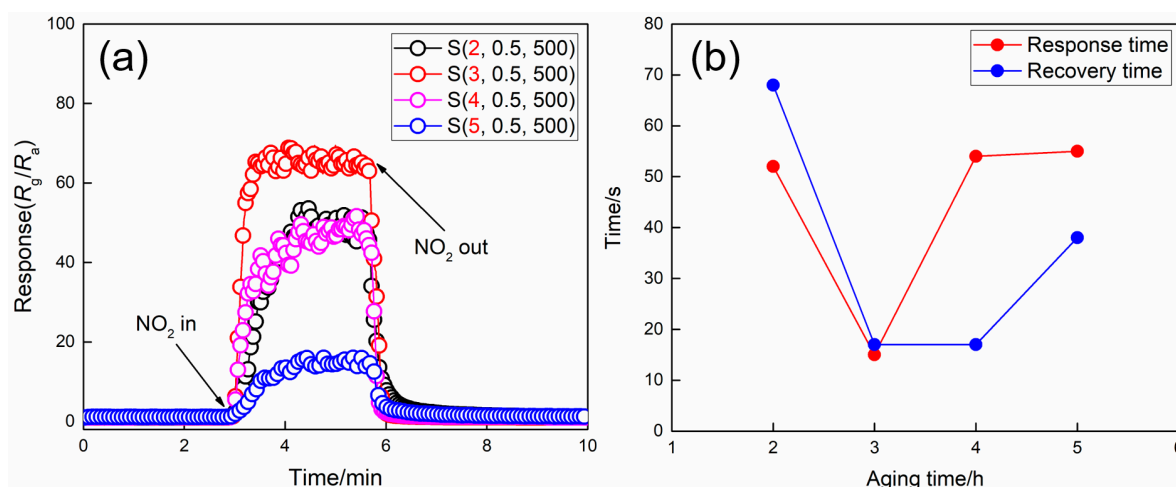 (a)
S(2, 0.5, 500)
S(3, 0.5, 500)
S(4, 0.5, 500)
S(5, 0.5, 500)
100
80
60
40
20
0
Response(Rg/Ra)
NO2 in
NO2 out
0 2 4 6 8 10
Time/min
(b)
Response time
Recovery time
80
70
60
50
40
30
20
10
0
Time/s
1 2 3 4 5 6
Aging time/h